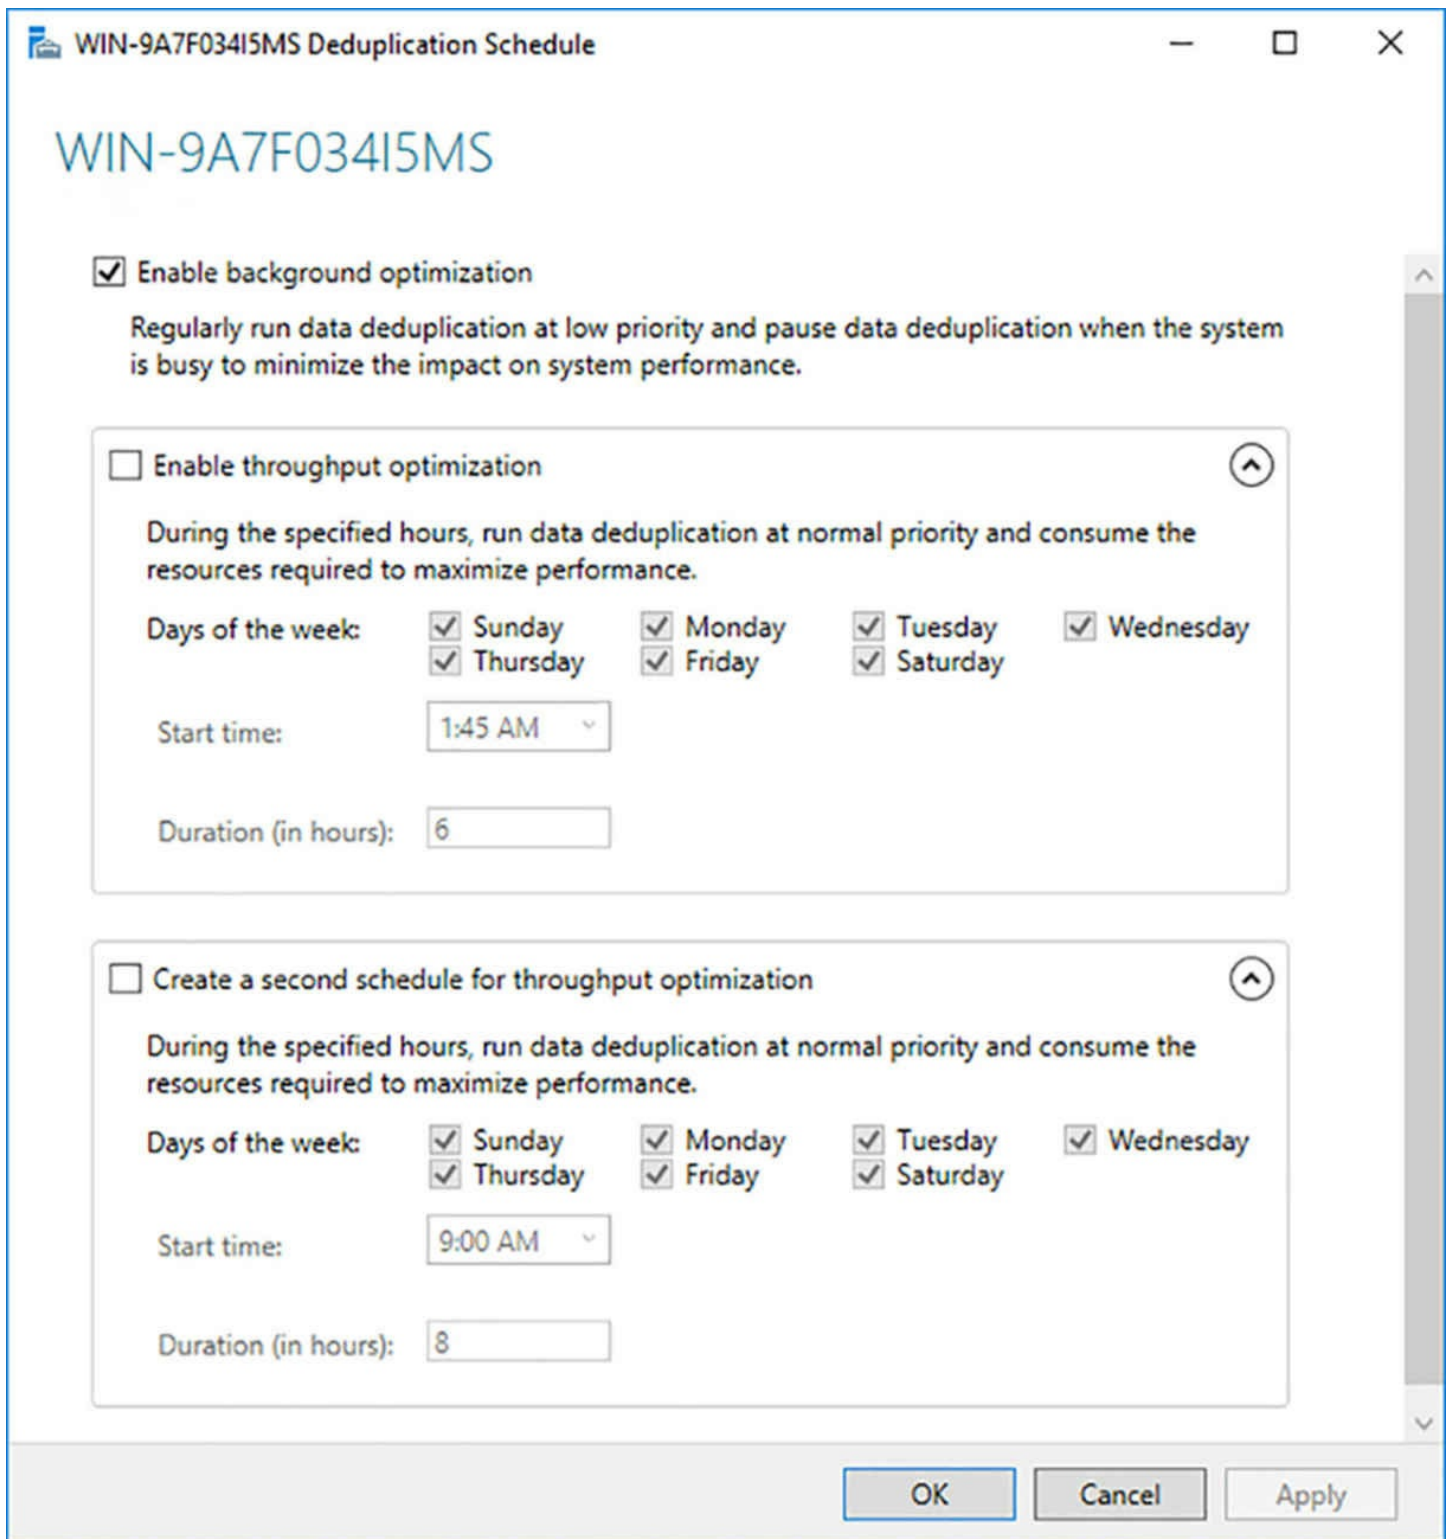 WIN-9A7F034I5MS Deduplication Schedule
WIN-9A7F034I5MS
Enable background optimization
Regularly run data deduplication at low priority and pause data deduplication when the system
is busy to minimize the impact on system performance.
Enable throughput optimization
During the specified hours, run data deduplication at normal priority and consume the
resources required to maximize performance.
Days of the week: Sunday Monday Tuesday Wednesday
Thursday Friday Saturday
Start time: 1:45 AM
Duration (in hours): 6
Create a second schedule for throughput optimization
During the specified hours, run data deduplication at normal priority and consume the
resources required to maximize performance.
Days of the week: Sunday Monday Tuesday Wednesday
Thursday Friday Saturday
Start time: 9:00 AM
Duration (in hours): 8
OK Cancel Apply